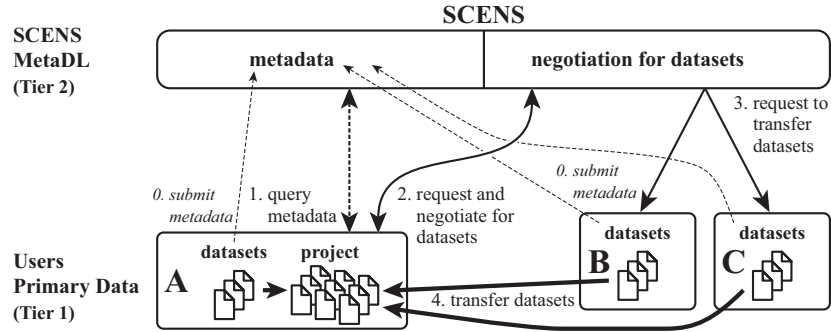 SCENS
SCENS
MetaDL
(Tier 2)
metadata
negotiation for datasets
3. request to
transfer
datasets
0. submit
metadata
1. query
metadata
2. request and
negotiate for
datasets
0. submit
metadata
Users
Primary Data
(Tier 1)
A
datasets
project
B
datasets
C
datasets
4. transfer datasets